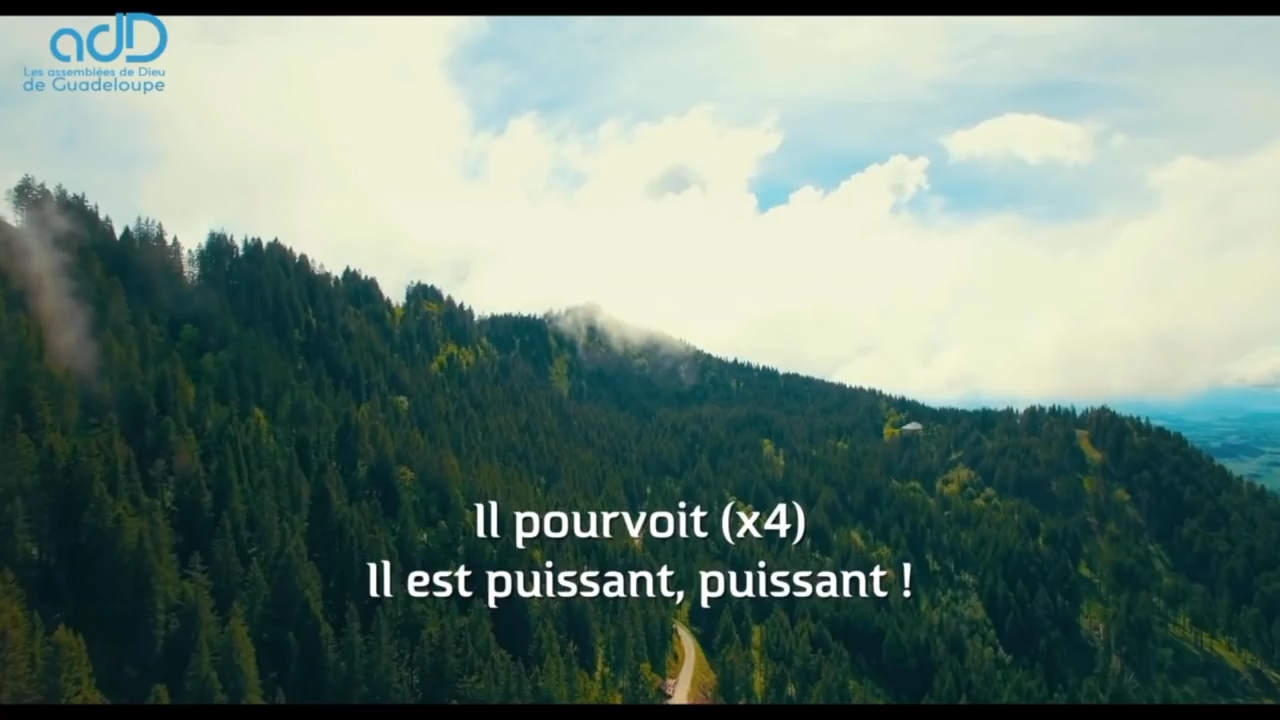 add
Les assemblées de Dieu
de Guadeloupe
Il pourvoit (x4)
Il est puissant, puissant !